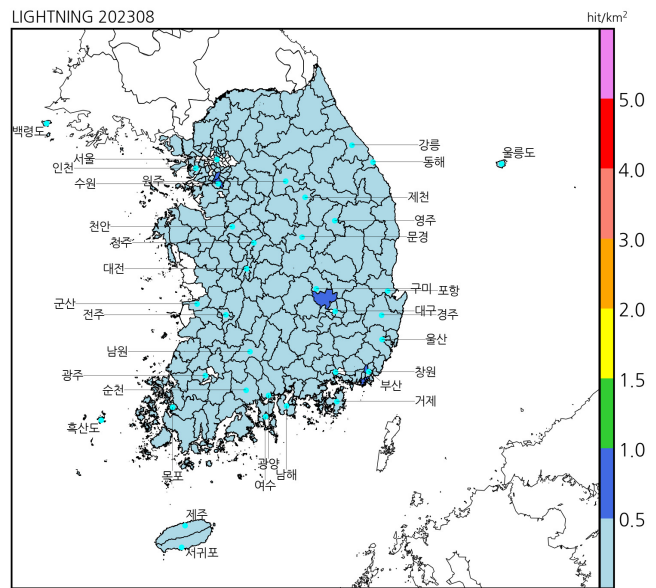 LIGHTNING 202308
hit/km²
백령도
강릉
서울
동해
울릉도
인천
수원
원주
제천
천안
영주
청주
문경
대전
구미
포항
군산
전주
대구
경주
울산
남원
광주
창원
부산
순천
거제
흑산도
광양
목포
남해
여수
제주
서귀포
5.0
4.0
3.0
2.0
1.5
1.0
0.5